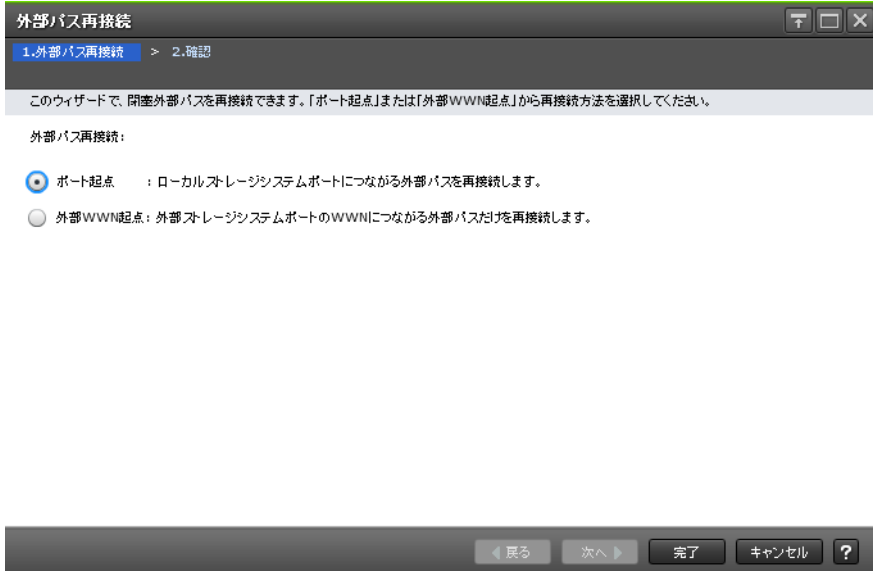 外部パス再接続
1.外部パス再接続 > 2.確認
このウィザードで、閉塞外部パスを再接続できます。「ポート起点」または「外部WWN起点」から再接続方法を選択してください。
外部パス再接続:
ポート起点 : ローカルストレージシステムポートにつながる外部パスを再接続します。
外部WWN起点 : 外部ストレージシステムポートのWWNにつながる外部パスだけを再接続します。
戻る 次へ 完了 キャンセル ?